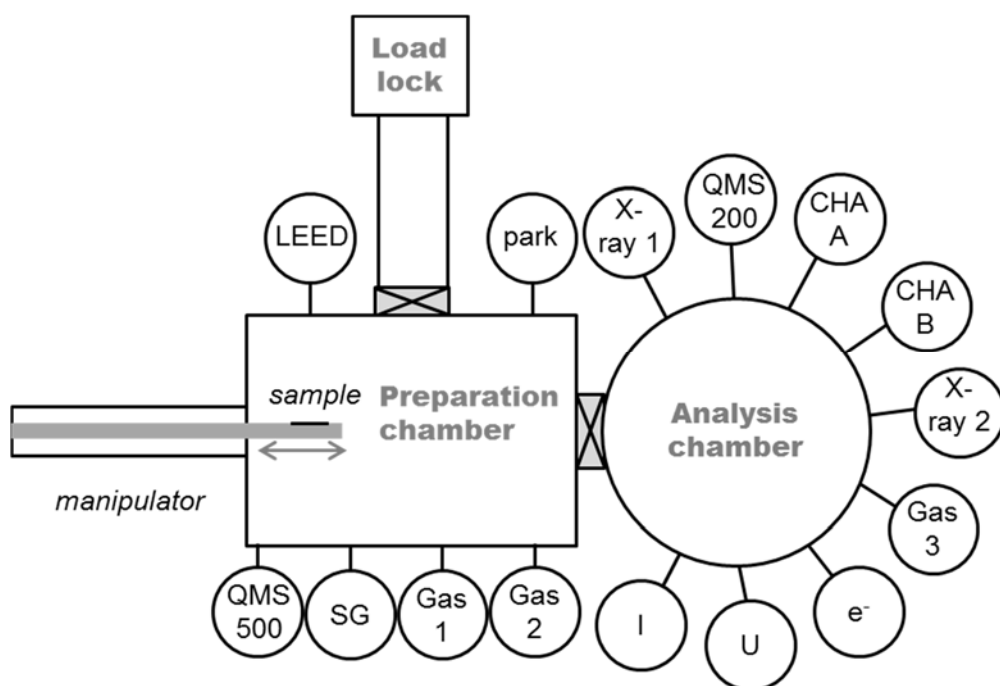 Load
lock
LEED
park
X-
ray 1
QMS
200
CHA
A
CHA
B
X-
ray 2
Gas
3
e-
U
I
sample
Preparation
chamber
Analysis
chamber
manipulator
QMS
500
SG
Gas
1
Gas
2